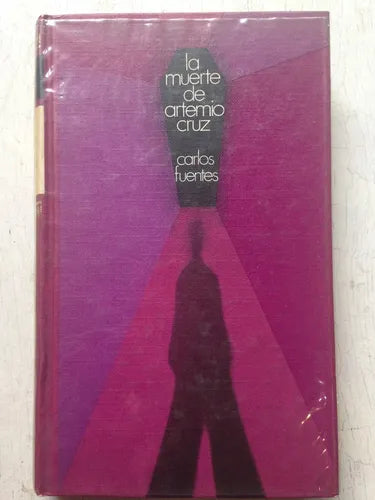 la
muerte
de
artemio
cruz
carlos
fuentes